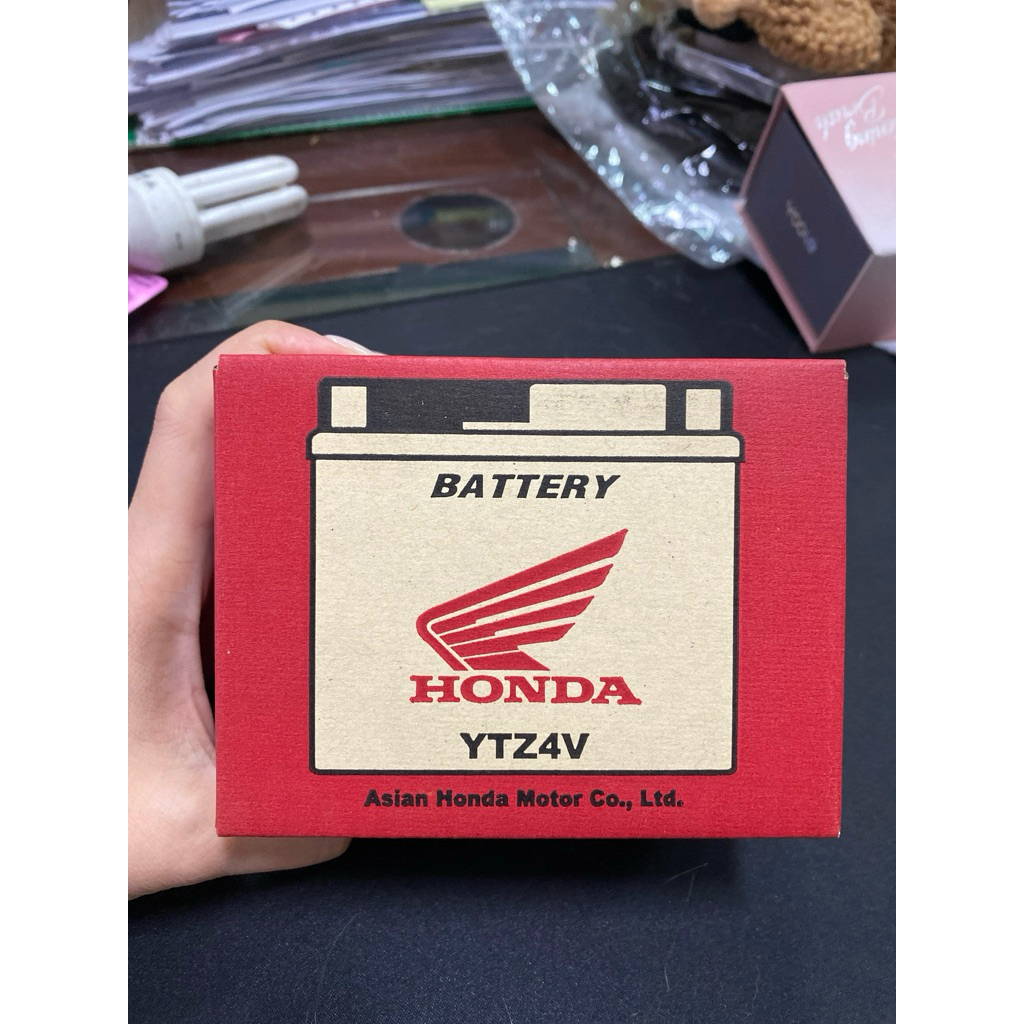 BATTERY
HONDA
YTZ4V
Asian Honda Motor Co., Ltd.